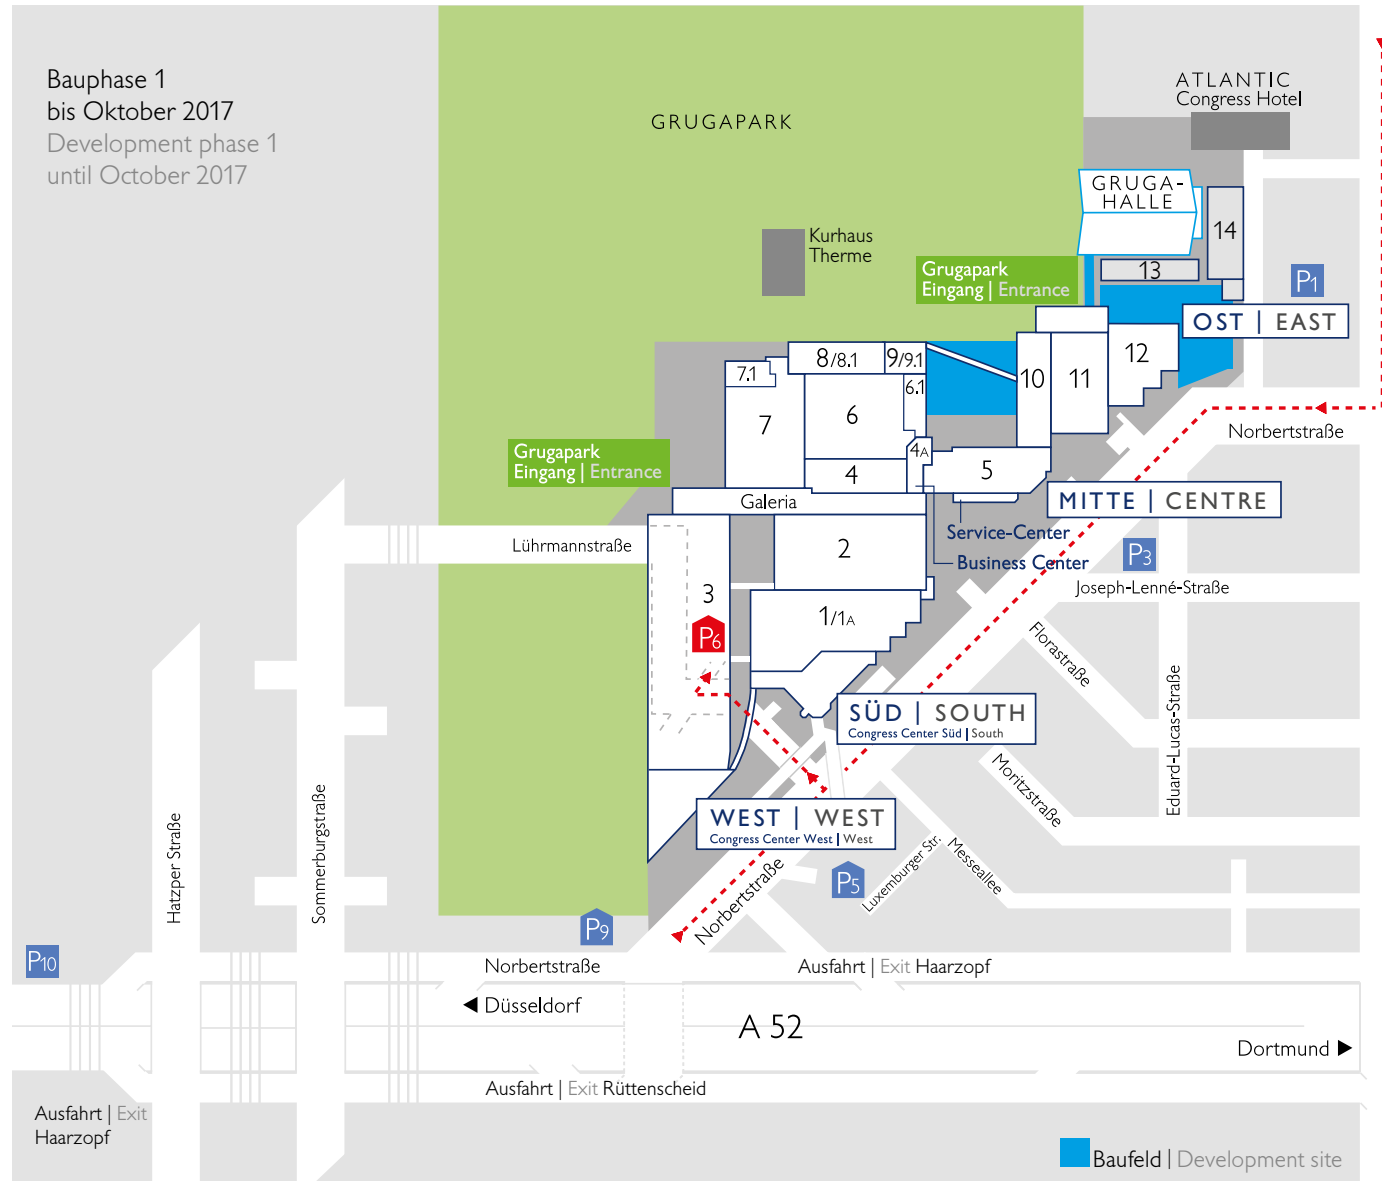 Bauphase 1
bis Oktober 2017
Development phase 1
until October 2017
GRUGAPARK
ATLANTIC
Congress Hotel
GRUGA-
HALLE
14
13
P1
Kurhaus
Therme
Grugapark
Eingang | Entrance
OST | EAST
12
11
10
8/8.1
9/9.1
7.1
6.1
7
6
4A
4
5
Norbertstraße
Grugapark
Eingang | Entrance
MITTE | CENTRE
Galeria
Service-Center
Business Center
Lührmannstraße
2
P3
3
1/1A
Joseph-Lenné-Straße
P6
Florastraße
Eduard-Lucas-Straße
SÜD | SOUTH
Congress Center Süd | South
Moritzstraße
WEST | WEST
Congress Center West | West
Hatzper Straße
Sommerburgstraße
Luxemburger Str.
Messeallee
P5
Norbertstraße
P9
P10
Norbertstraße
Ausfahrt | Exit Haarzopf
Düsseldorf
A 52
Dortmund
Ausfahrt | Exit Rüttenscheid
Ausfahrt | Exit
Haarzopf
Baufeld | Development site